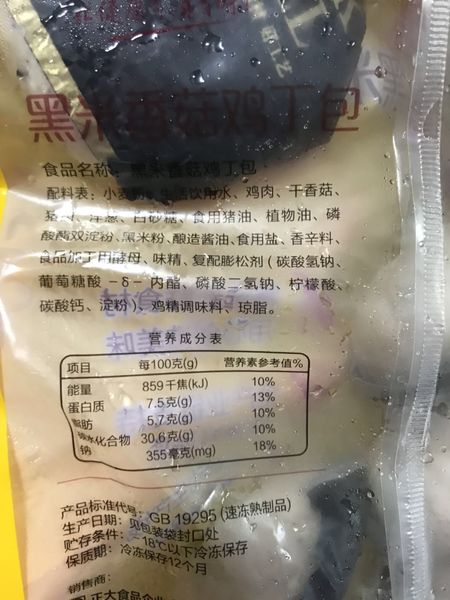 黑米香菇鸡丁包
食品名称：黑米香菇鸡丁包
配料表：小麦粉、生活饮用水、鸡肉、干香菇、
猪肉、洋葱、白砂糖、食用猪油、植物油、磷
酸酯双淀粉、黑米粉、酿造酱油、食用盐、香辛料、
食品加工用酵母、味精、复配膨松剂（碳酸氢钠、
葡萄糖酸－δ－内酯、磷酸二氢钠、柠檬酸、
碳酸钙、淀粉）、鸡精调味料、琼脂。
营养成分表
项目 每100克(g) 营养素参考值%
能量 859千焦(kJ) 10%
蛋白质 7.5克(g) 13%
脂肪 5.7克(g) 10%
碳水化合物 30.6克(g) 10%
钠 355毫克(mg) 18%
产品标准代号：GB 19295 (速冻熟制品)
生产日期：见包装袋封口处
贮存条件：－18℃以下冷冻保存
保质期：冷冻保存12个月
销售商：
正大食品企业